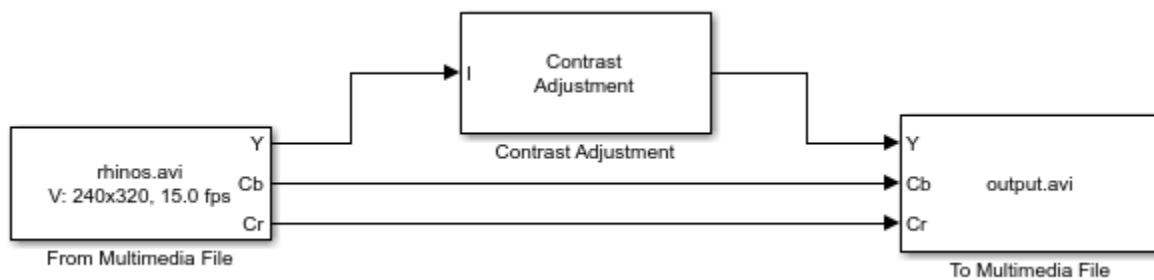 Contrast
Adjustment
I
Contrast Adjustment
Y
rhinos.avi
V: 240x320, 15.0 fps
Cb
Cr
From Multimedia File
Y
Cb
output.avi
Cr
To Multimedia File